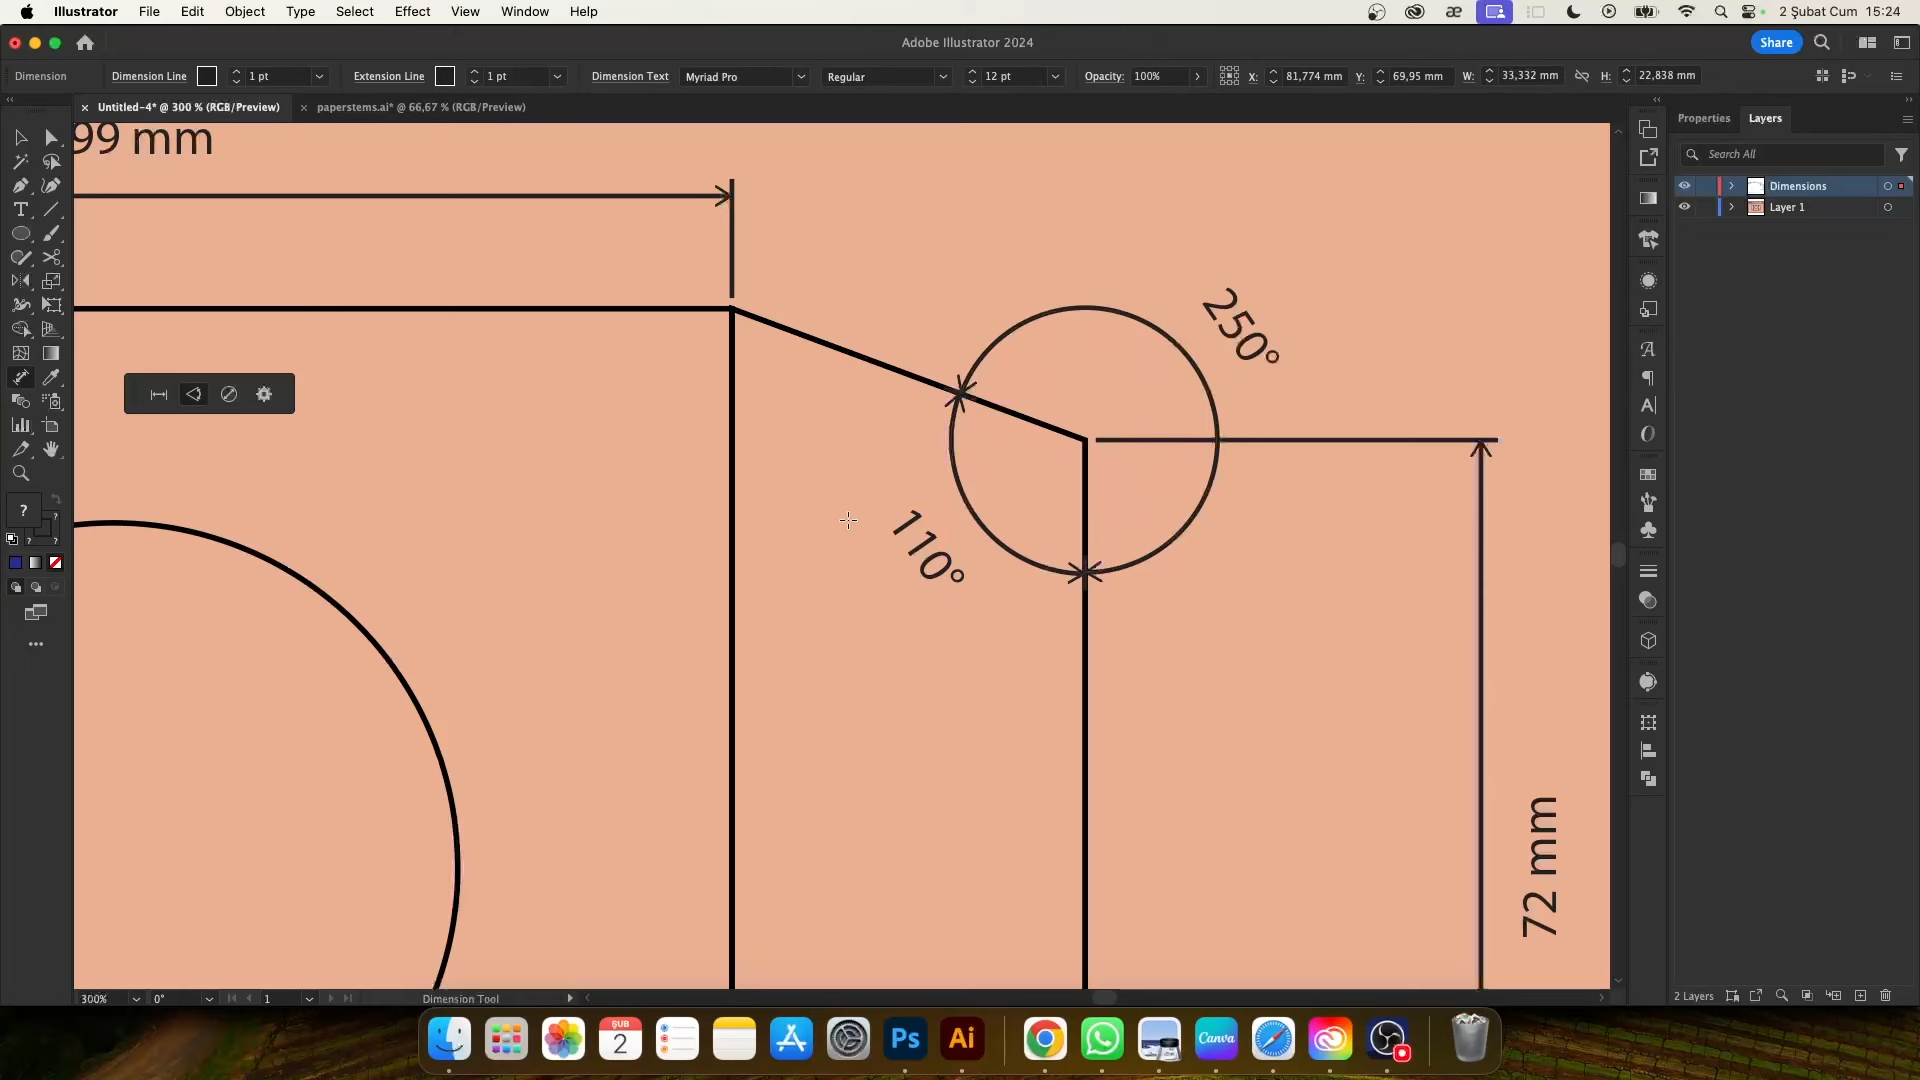 Illustrator File Edit Object Type Select Effect View Window Help 2 Şubat Cum 15:24
Adobe Illustrator 2024 Share
Dimension Dimension Line 1 pt Extension Line 1 pt Dimension Text Myriad Pro Regular 12 pt Opacity: 100% X: 81,774 mm Y: 69,95 mm W: 33,332 mm H: 22,838 mm
Untitled-4* @ 300 % (RGB/Preview) paperstems.ai* @ 66,67 % (RGB/Preview)
Properties Layers
Search All
Dimensions
Layer 1
99 mm
250°
110°
72 mm
300% 0° 1 Dimension Tool
2 Layers
ŞUB
2
Ps
Ai
Canva